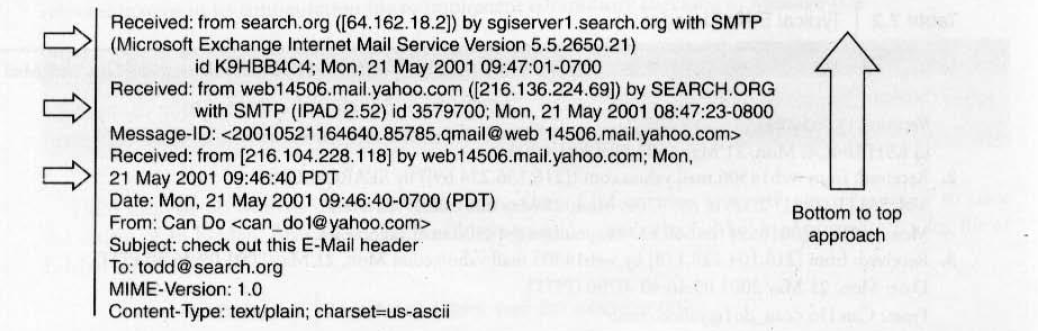 Received: from search.org ([64.162.18.2]) by sgiserver1.search.org with SMTP
(Microsoft Exchange Internet Mail Service Version 5.5.2650.21)
id K9HBB4C4; Mon, 21 May 2001 09:47:01-0700
Received: from web14506.mail.yahoo.com ([216.136.224.69]) by SEARCH.ORG
with SMTP (IPAD 2.52) id 3579700; Mon, 21 May 2001 08:47:23-0800
Message-ID: <20010521164640.85785.qmail@web 14506.mail.yahoo.com>
Received: from [216.104.228.118] by web14506.mail.yahoo.com; Mon,
21 May 2001 09:46:40 PDT
Date: Mon, 21 May 2001 09:46:40-0700 (PDT)
From: Can Do <can_do1@yahoo.com>
Subject: check out this E-Mail header
To: todd@search.org
MIME-Version: 1.0
Content-Type: text/plain; charset=us-ascii
Bottom to top
approach